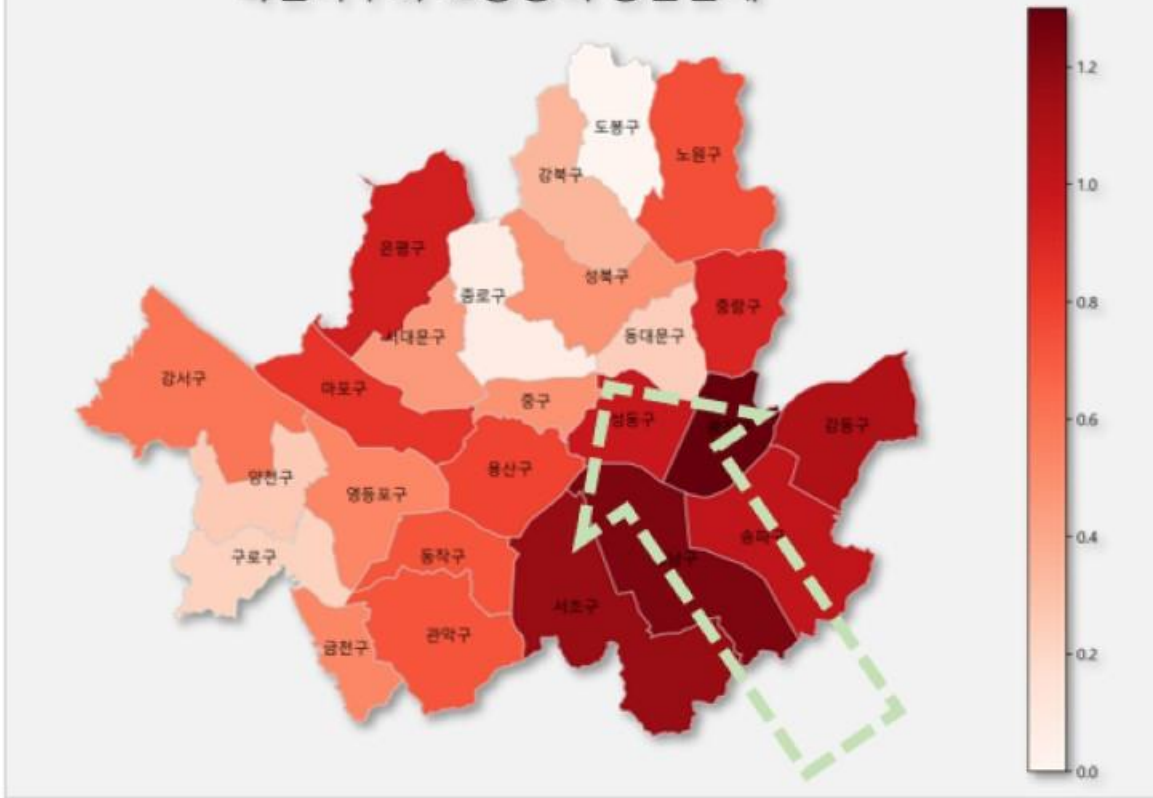 1.2
도봉구
노원구
강북구
1.0
은평구
성북구
종로구
중랑구
0.8
서대문구
동대문구
강서구
마포구
중구
0.6
성동구
강동구
용산구
양천구
영등포구
0.4
송파구
구로구
동작구
서초구
관악구
금천구
0.2
0.0